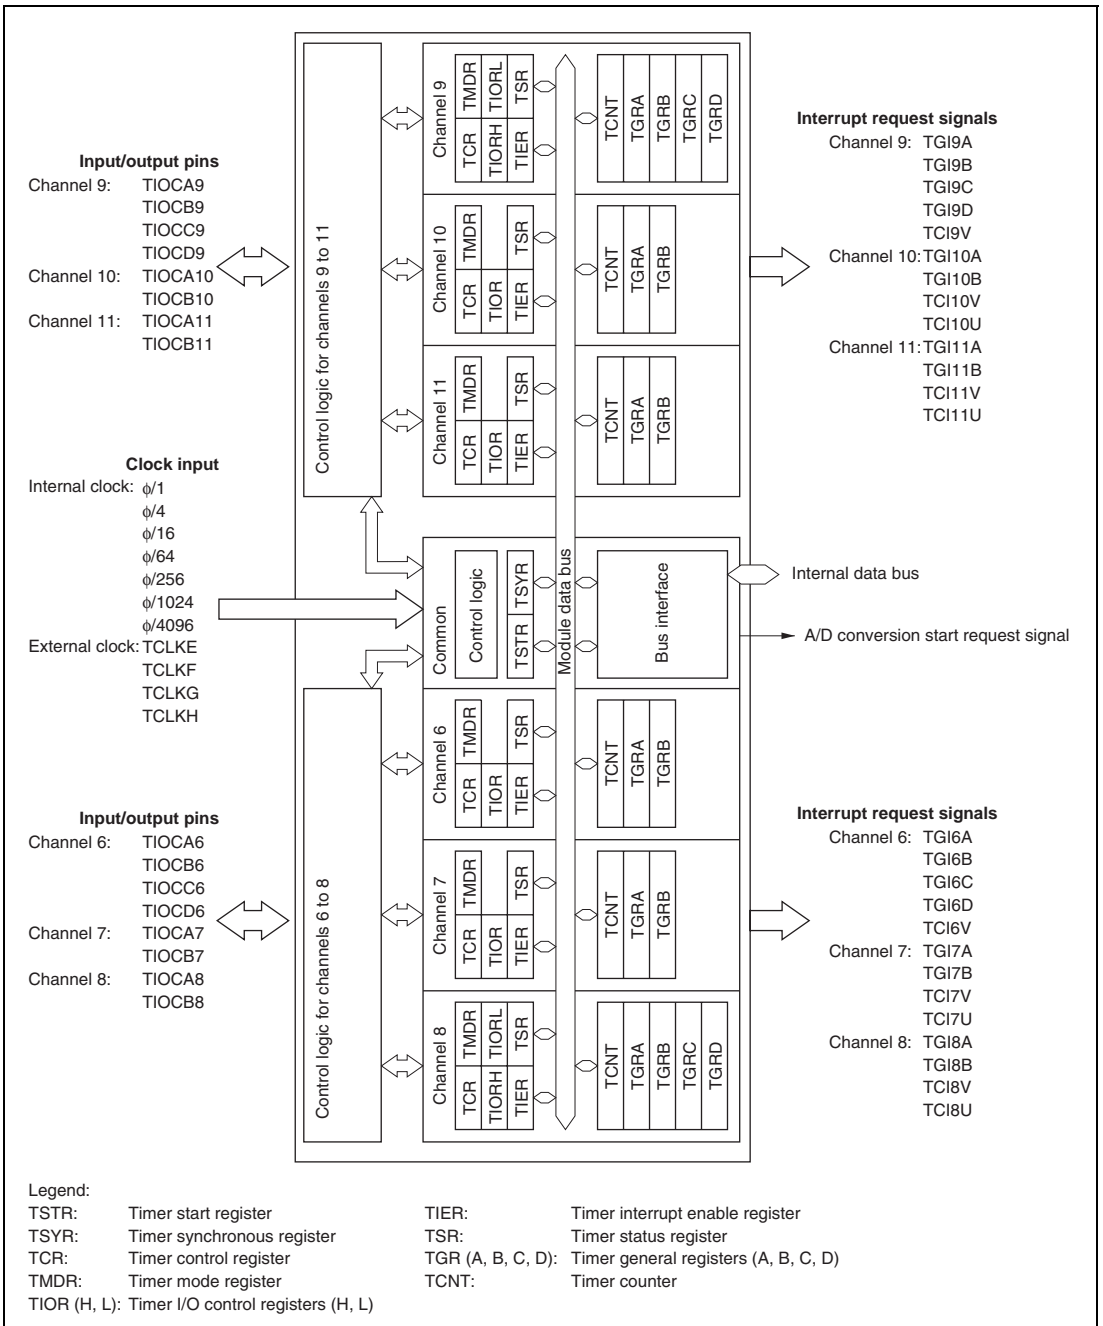 Input/output pins
Channel 9: TIOCA9
TIOCB9
TIOCC9
TIOCD9
Channel 10: TIOCA10
TIOCB10
Channel 11: TIOCA11
TIOCB11
Clock input
Internal clock: ϕ/1
ϕ/4
ϕ/16
ϕ/64
ϕ/256
ϕ/1024
ϕ/4096
External clock: TCLKE
TCLKF
TCLKG
TCLKH
Input/output pins
Channel 6: TIOCA6
TIOCB6
TIOCC6
TIOCD6
Channel 7: TIOCA7
TIOCB7
Channel 8: TIOCA8
TIOCB8
Control logic for channels 9 to 11
Channel 9
TCR TMDR
TIORH TIORL
TIER TSR
TCNT
TGRA
TGRB
TGRC
TGRD
Channel 10
TCR TMDR
TIOR
TIER TSR
TCNT
TGRA
TGRB
Channel 11
TCR TMDR
TIOR
TIER TSR
TCNT
TGRA
TGRB
Common
Control logic
TSTR TSYR
Module data bus
Bus interface
Control logic for channels 6 to 8
Channel 6
TCR TMDR
TIOR
TIER TSR
TCNT
TGRA
TGRB
Channel 7
TCR TMDR
TIOR
TIER TSR
TCNT
TGRA
TGRB
Channel 8
TCR TMDR
TIORH TIORL
TIER TSR
TCNT
TGRA
TGRB
TGRC
TGRD
Interrupt request signals
Channel 9: TGI9A
TGI9B
TGI9C
TGI9D
TCI9V
Channel 10: TGI10A
TGI10B
TCI10V
TCI10U
Channel 11: TGI11A
TGI11B
TCI11V
TCI11U
Internal data bus
A/D conversion start request signal
Interrupt request signals
Channel 6: TGI6A
TGI6B
TGI6C
TGI6D
TCI6V
Channel 7: TGI7A
TGI7B
TCI7V
TCI7U
Channel 8: TGI8A
TGI8B
TCI8V
TCI8U
Legend:
TSTR: Timer start register
TSYR: Timer synchronous register
TCR: Timer control register
TMDR: Timer mode register
TIOR (H, L): Timer I/O control registers (H, L)
TIER: Timer interrupt enable register
TSR: Timer status register
TGR (A, B, C, D): Timer general registers (A, B, C, D)
TCNT: Timer counter